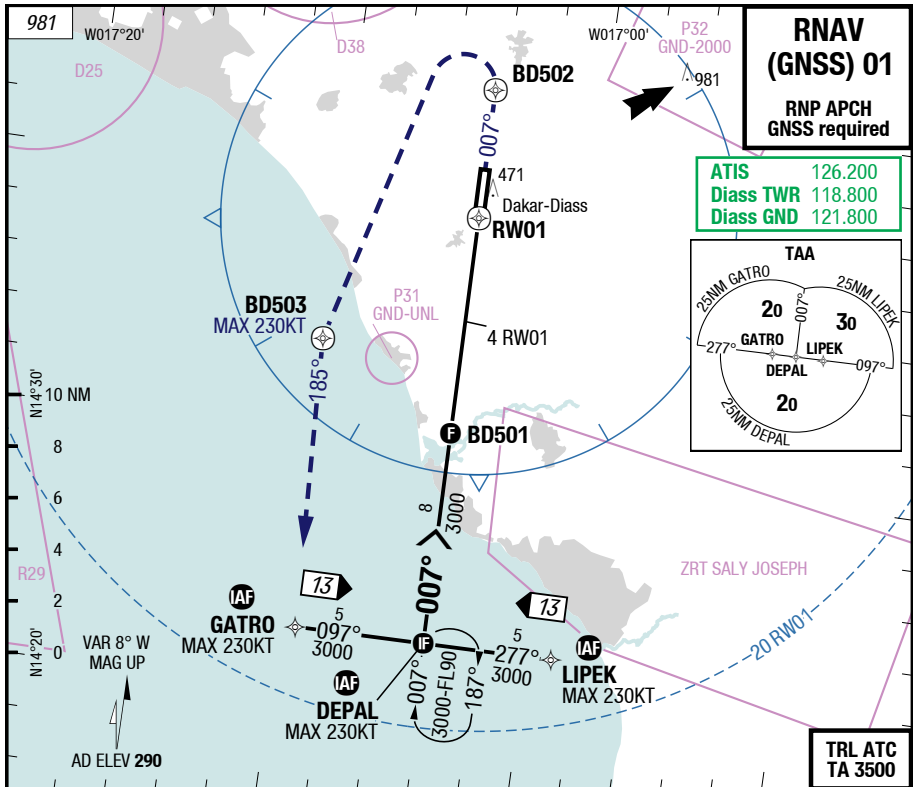 981
W017°20'
D38
W017°00'
P32
GND-2000
RNAV
(GNSS) 01
RNP APCH
GNSS required
D25
BD502
981
007°
471
Dakar-Diass
RW01
ATIS 126.200
Diass TWR 118.800
Diass GND 121.800
TAA
25NM GATRO
25NM LIPEK
20
30
007°
GATRO
LIPEK
277°
097°
DEPAL
20
25NM DEPAL
BD503
MAX 230KT
P31
GND-UNL
4 RW01
185°
N14°30'
10 NM
F
BD501
8
6
4
2
0
8
3000
R29
007°
13
13
ZRT SALY JOSEPH
20 RW01
IAF
GATRO
MAX 230KT
5
097°
3000
IF
5
277°
3000
IAF
LIPEK
MAX 230KT
N14°20'
VAR 8° W
MAG UP
IAF
DEPAL
MAX 230KT
007°
3000-FL90
187°
AD ELEV 290
TRL ATC
TA 3500